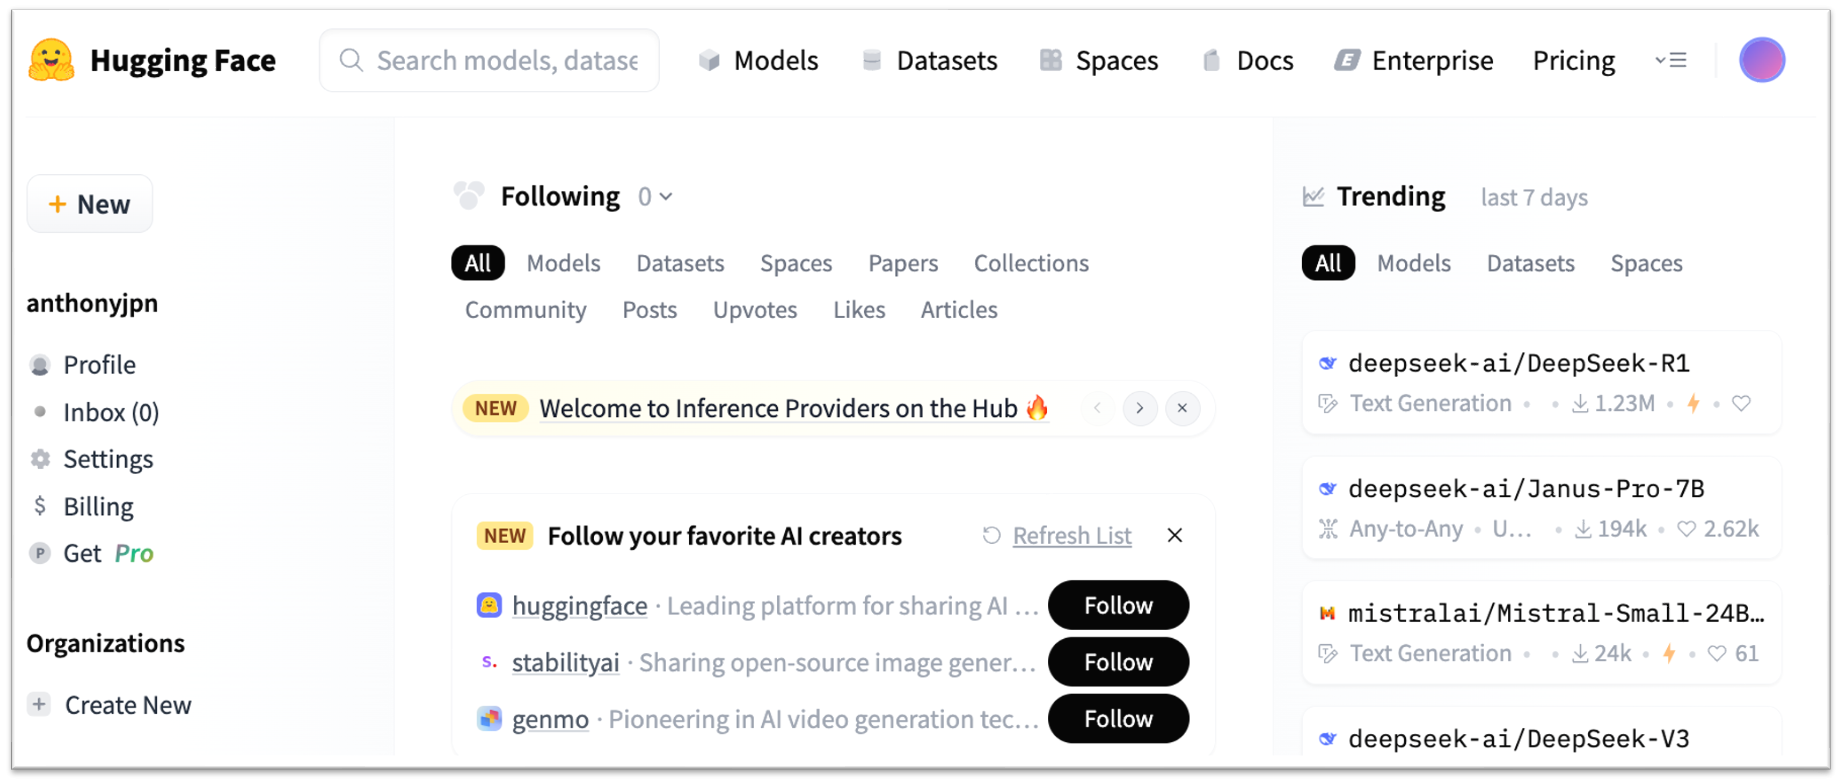 Hugging Face
Search models, datase
Models
Datasets
Spaces
Docs
Enterprise
Pricing
+ New
anthonyjpn
Profile
Inbox (0)
Settings
$ Billing
P Get Pro
Organizations
+ Create New
Following 0
All Models Datasets Spaces Papers Collections
Community Posts Upvotes Likes Articles
NEW Welcome to Inference Providers on the Hub 🔥
NEW Follow your favorite AI creators Refresh List
huggingface · Leading platform for sharing AI … Follow
s. stabilityai · Sharing open-source image gener… Follow
genmo · Pioneering in AI video generation tec… Follow
Trending last 7 days
All Models Datasets Spaces
deepseek-ai/DeepSeek-R1
Text Generation • • 1.23M • •
deepseek-ai/Janus-Pro-7B
Any-to-Any • U… • 194k • 2.62k
mistralai/Mistral-Small-24B…
Text Generation • • 24k • • 61
deepseek-ai/DeepSeek-V3